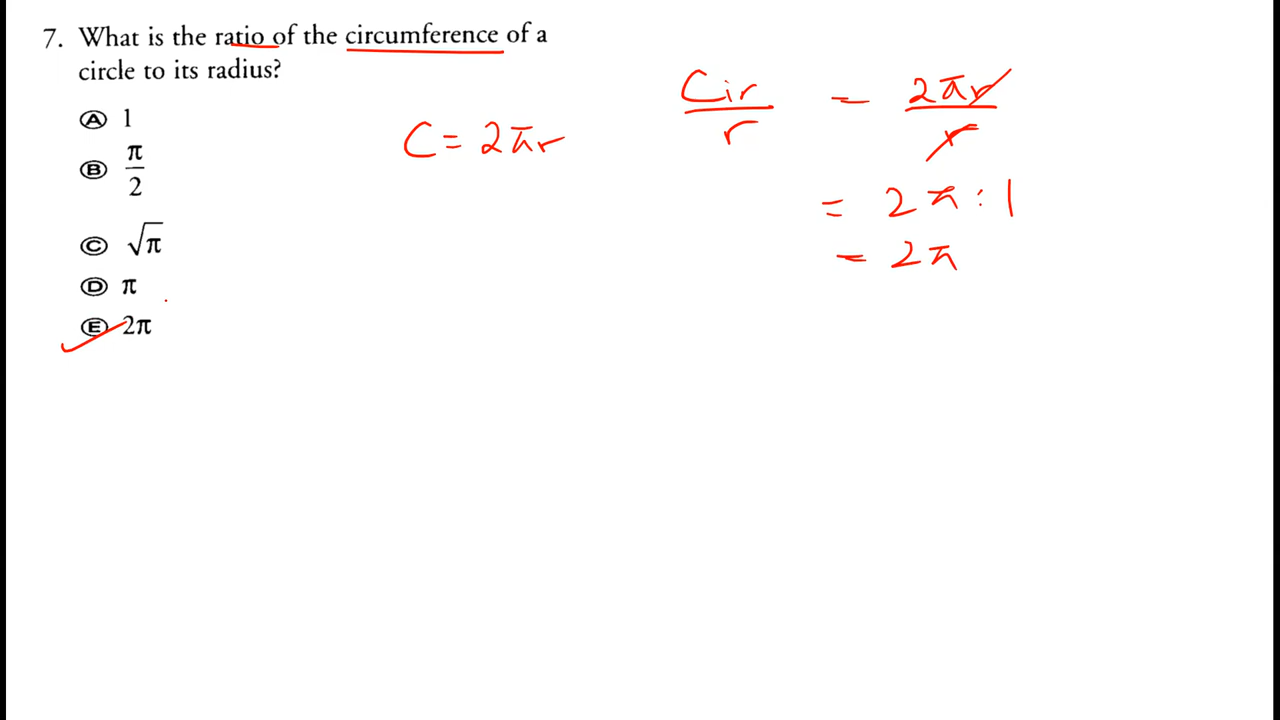 7. What is the ratio of the circumference of a
circle to its radius?
Ⓐ 1
Ⓑ π/2
Ⓒ √π
Ⓓ π
Ⓔ 2π
C = 2πr
Cir/r = 2πr/r
= 2π : 1
= 2π